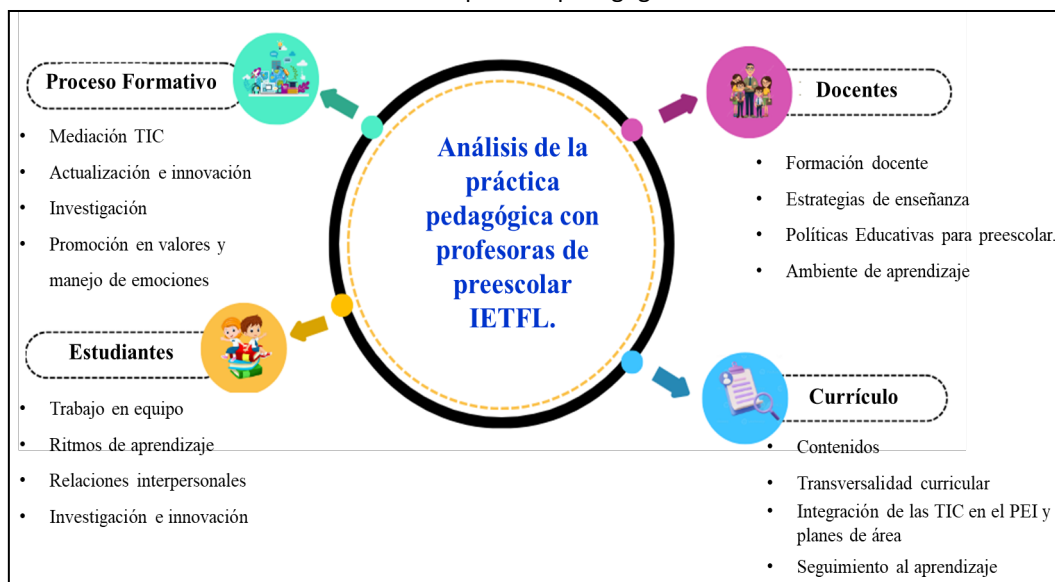 Proceso Formativo
• Mediación TIC
• Actualización e innovación
• Investigación
• Promoción en valores y
manejo de emociones
Estudiantes
• Trabajo en equipo
• Ritmos de aprendizaje
• Relaciones interpersonales
• Investigación e innovación
Análisis de la
práctica
pedagógica con
profesoras de
preescolar
IETFL.
Docentes
• Formación docente
• Estrategias de enseñanza
• Políticas Educativas para preescolar.
• Ambiente de aprendizaje
Currículo
• Contenidos
• Transversalidad curricular
• Integración de las TIC en el PEI y
planes de área
• Seguimiento al aprendizaje